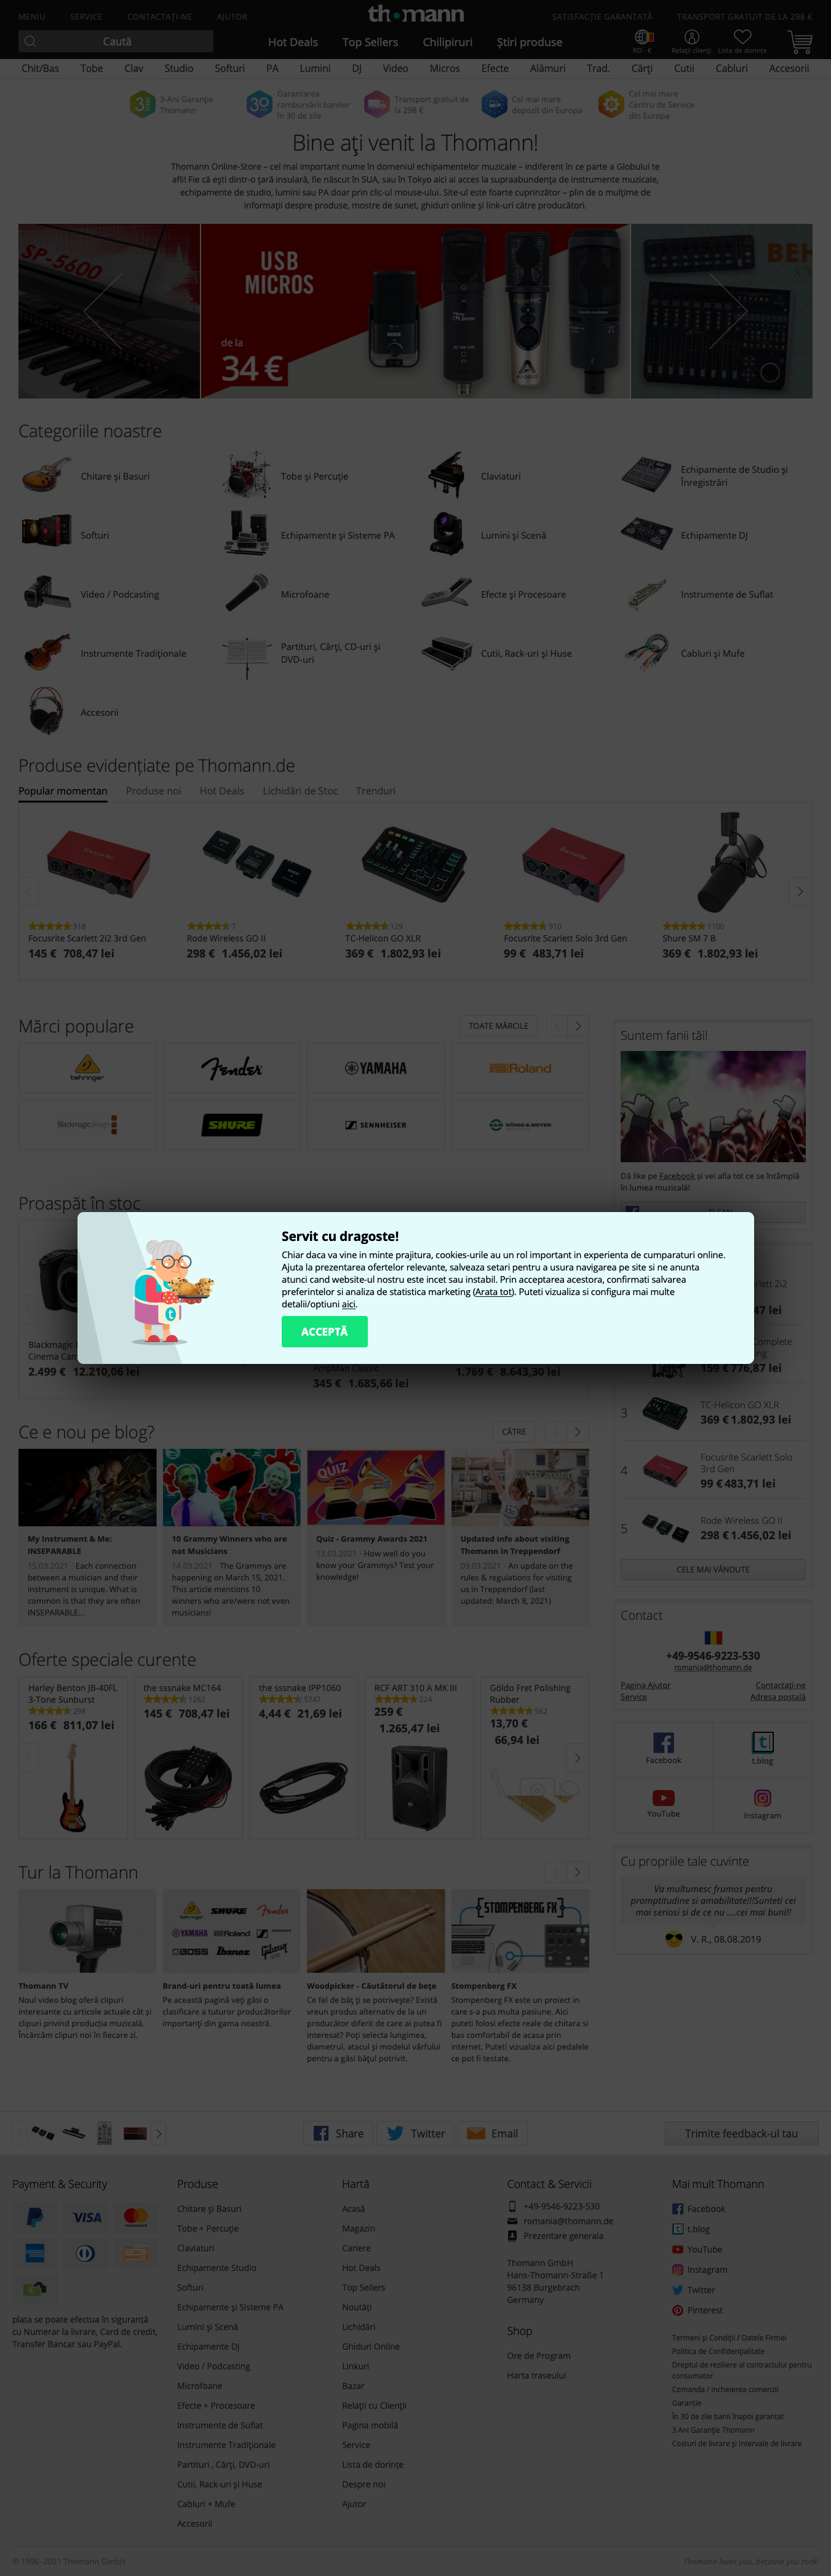 MENIU SERVICE CONTACTAȚI-NE AJUTOR
th•mann
SATISFACȚIE GARANTATĂ TRANSPORT GRATUIT DE LA 298 €
Caută
Hot Deals Top Sellers Chilipiruri Știri produse
RO · € Relații clienți Lista de dorințe
Chit/Bas Tobe Clav Studio Softuri PA Lumini DJ Video Micros Efecte Alămuri Trad. Cărți Cutii Cabluri Accesorii
3-Ani Garanție
Thomann
Garantarea
rambursării banilor
în 30 de zile
Transport gratuit de
la 298 €
Cel mai mare
depozit din Europa
Cel mai mare
Centru de Service
din Europa
Bine ați venit la Thomann!
Thomann Online-Store – cel mai important nume în domeniul echipamentelor muzicale – indiferent în ce parte a Globului te
afli! Fie că ești dintr-o țară insulară, fie născut în SUA, sau în Tokyo aici ai acces la supraabundența de instrumente muzicale,
echipamente de studio, lumini sau PA doar prin clic-ul mouse-ului. Site-ul este foarte cuprinzător – plin de o mulțime de
informații despre produse, mostre de sunet, ghiduri online și link-uri către producători.
SP-5600
USB
MICROS
de la
34 €
BEH
Categoriile noastre
Chitare și Basuri
Tobe și Percuție
Claviaturi
Echipamente de Studio și
Înregistrări
Softuri
Echipamente și Sisteme PA
Lumini și Scenă
Echipamente DJ
Video / Podcasting
Microfoane
Efecte și Procesoare
Instrumente de Suflat
Instrumente Tradiționale
Partituri, Cărți, CD-uri și
DVD-uri
Cutii, Rack-uri și Huse
Cabluri și Mufe
Accesorii
Produse evidențiate pe Thomann.de
Popular momentan Produse noi Hot Deals Lichidări de Stoc Trenduri
918
Focusrite Scarlett 2i2 3rd Gen
145 € 708,47 lei
7
Rode Wireless GO II
298 € 1.456,02 lei
129
TC-Helicon GO XLR
369 € 1.802,93 lei
910
Focusrite Scarlett Solo 3rd Gen
99 € 483,71 lei
1100
Shure SM 7 B
369 € 1.802,93 lei
Mărci populare
TOATE MĂRCILE
behringer
Fender
YAMAHA
Roland
Blackmagicdesign
SHURE
SENNHEISER
KÖNIG & MEYER
Suntem fanii tăi!
Dă like pe Facebook și vei afla tot ce se întâmplă
în lumea muzicală!
Proaspăt în stoc
Servit cu dragoste!
Chiar daca va vine in minte prajitura, cookies-urile au un rol important in experienta de cumparaturi online.
Ajuta la prezentarea ofertelor relevante, salveaza setari pentru a usura navigarea pe site si ne anunta
atunci cand website-ul nostru este incet sau instabil. Prin acceptarea acestora, confirmati salvarea
preferintelor si analiza de statistica marketing (Arata tot). Puteti vizualiza si configura mai multe
detalii/optiuni aici.
ACCEPTĂ
Blackmagic
Cinema Cam
2.499 € 12.210,06 lei
AmpMan Classic
345 € 1.685,66 lei
1.769 € 8.643,30 lei
rlett 2i2
47 lei
Complete
ng
159 € 776,87 lei
3
TC-Helicon GO XLR
369 € 1.802,93 lei
4
Focusrite Scarlett Solo
3rd Gen
99 € 483,71 lei
5
Rode Wireless GO II
298 € 1.456,02 lei
CELE MAI VÂNDUTE
Ce e nou pe blog?
CĂTRE
QUIZ
My Instrument & Me:
INSEPARABLE
15.03.2021 · Each connection
between a musician and their
instrument is unique. What is
common is that they are often
INSEPARABLE...
10 Grammy Winners who are
not Musicians
14.03.2021 · The Grammys are
happening on March 15, 2021.
This article mentions 10
winners who are/were not even
musicians!
Quiz - Grammy Awards 2021
13.03.2021 · How well do you
know your Grammys? Test your
knowledge!
Updated info about visiting
Thomann in Treppendorf
09.03.2021 · An update on the
rules & regulations for visiting
us in Treppendorf (last
updated: March 8, 2021)
Contact
+49-9546-9223-530
romania@thomann.de
Pagina Ajutor Contactați-ne
Service Adresa poștală
Facebook
t.blog
YouTube
Instagram
Oferte speciale curente
Harley Benton JB-40FL
3-Tone Sunburst
298
166 € 811,07 lei
the sssnake MC164
1262
145 € 708,47 lei
the sssnake IPP1060
5747
4,44 € 21,69 lei
RCF ART 310 A MK III
224
259 €
1.265,47 lei
Göldo Fret Polishing
Rubber
562
13,70 €
66,94 lei
Cu propriile tale cuvinte
Va multumesc frumos pentru
promptitudine si amabilitate!!!Sunteti cei
mai seriosi si de ce nu ....cei mai buni!!
V. R., 08.08.2019
Tur la Thomann
behringer SHURE Fender
YAMAHA Roland
BOSS Ibanez Gibson
STOMPENBERG FX
Thomann TV
Noul video blog oferă clipuri
interesante cu articole actuale cât și
clipuri privind producția muzicală.
Încărcăm clipuri noi în fiecare zi.
Brand-uri pentru toată lumea
Pe această pagină veți găsi o
clasificare a tuturor producătorilor
importanți din gama noastră.
Woodpicker - Căutătorul de bețe
Ce fel de băț ți se potrivește? Există
vreun produs alternativ de la un
producător diferit de care ai putea fi
interesat? Poți selecta lungimea,
diametrul, atacul și modelul vârfului
pentru a găsi bățul potrivit.
Stompenberg FX
Stompenberg FX este un proiect in
care s-a pus multa pasiune. Aici
puteti folosi efecte reale de chitara si
bas comfortabil de acasa prin
internet. Puteti vizualiza aici pedalele
ce pot fi testate.
Share Twitter Email
Trimite feedback-ul tau
Payment & Security
VISA
plata se poate efectua în siguranță
cu Numerar la livrare, Card de credit,
Transfer Bancar sau PayPal.
Produse
Chitare și Basuri
Tobe + Percuție
Claviaturi
Echipamente Studio
Softuri
Echipamente și Sisteme PA
Lumini și Scenă
Echipamente DJ
Video / Podcasting
Microfoane
Efecte + Procesoare
Instrumente de Suflat
Instrumente Tradiționale
Partituri , Cărți, DVD-uri
Cutii, Rack-uri și Huse
Cabluri + Mufe
Accesorii
Hartă
Acasă
Magazin
Cariere
Hot Deals
Top Sellers
Noutăți
Lichidări
Ghiduri Online
Linkuri
Bazar
Relații cu Clienții
Pagina mobilă
Service
Lista de dorințe
Despre noi
Ajutor
Contact & Servicii
+49-9546-9223-530
romania@thomann.de
Prezentare generala
Thomann GmbH
Hans-Thomann-Straße 1
96138 Burgebrach
Germany
Shop
Ore de Program
Harta traseului
Mai mult Thomann
Facebook
t.blog
YouTube
Instagram
Twitter
Pinterest
Termeni și Condiții / Datele Firmei
Politica de Confidențialitate
Dreptul de reziliere al contractului pentru
consumator
Comanda / incheierea comenzii
Garanție
În 30 de zile banii înapoi garantat
3 Ani Garanție Thomann
Costuri de livrare și intervale de livrare
© 1996–2021 Thomann GmbH
Thomann loves you, because you rock!